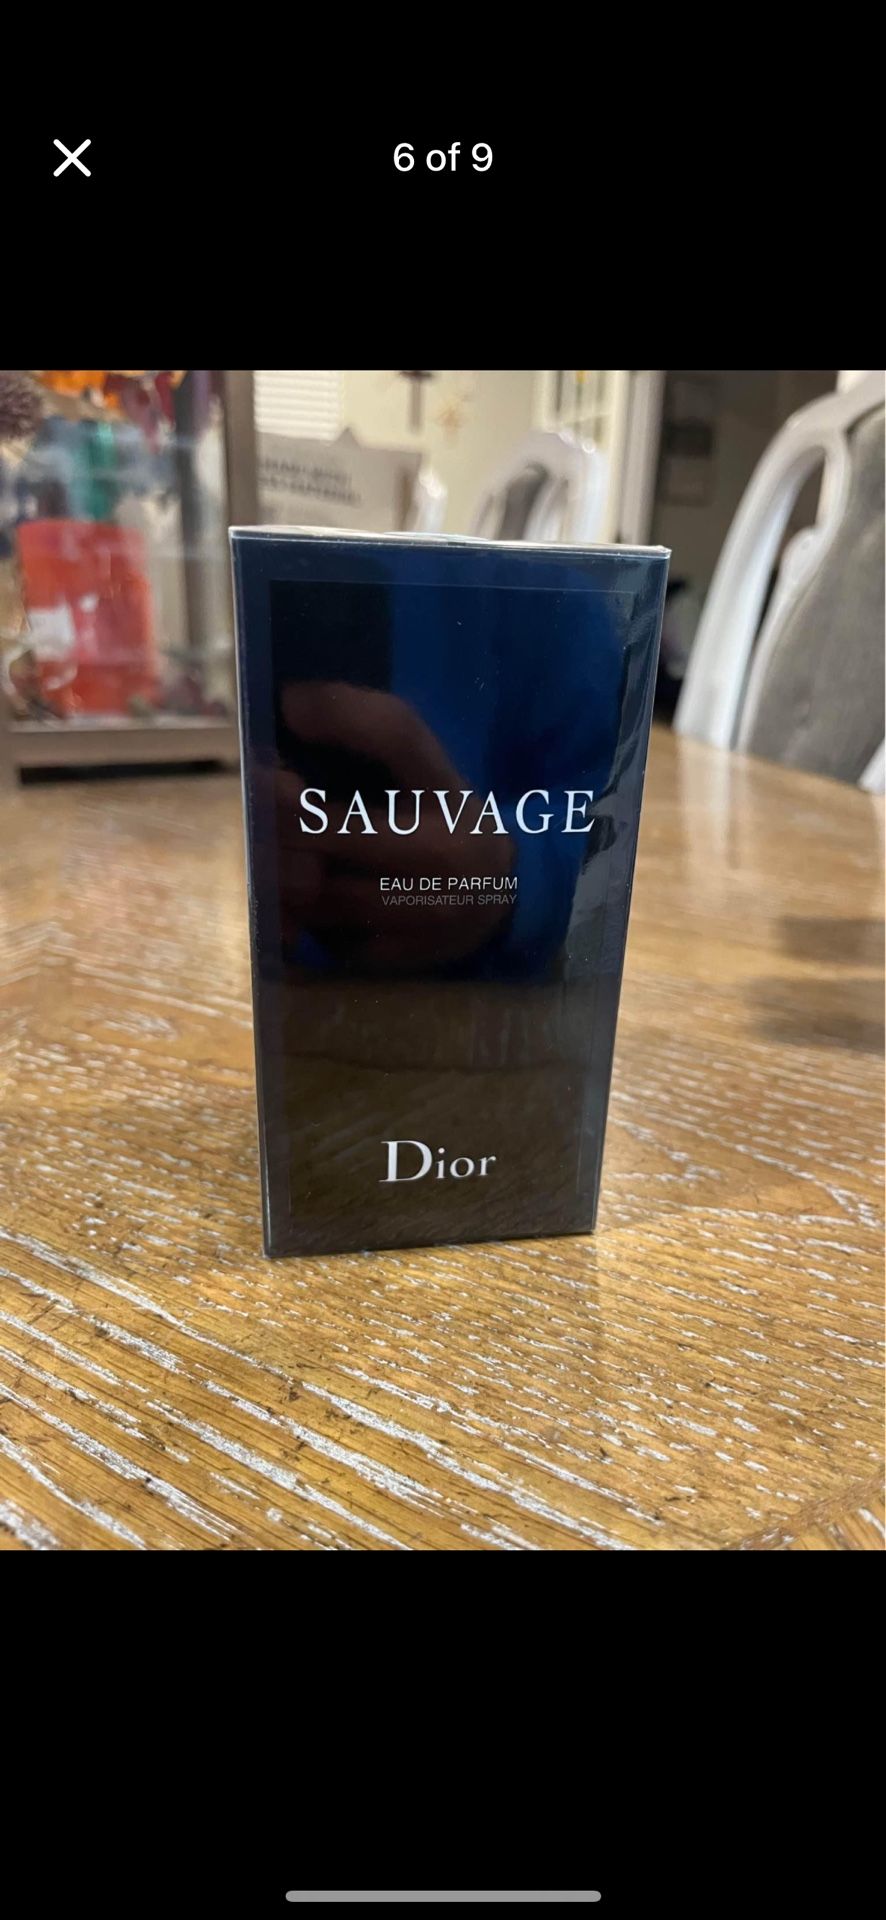 6 of 9
SAUVAGE
EAU DE PARFUM
VAPORISATEUR SPRAY
Dior